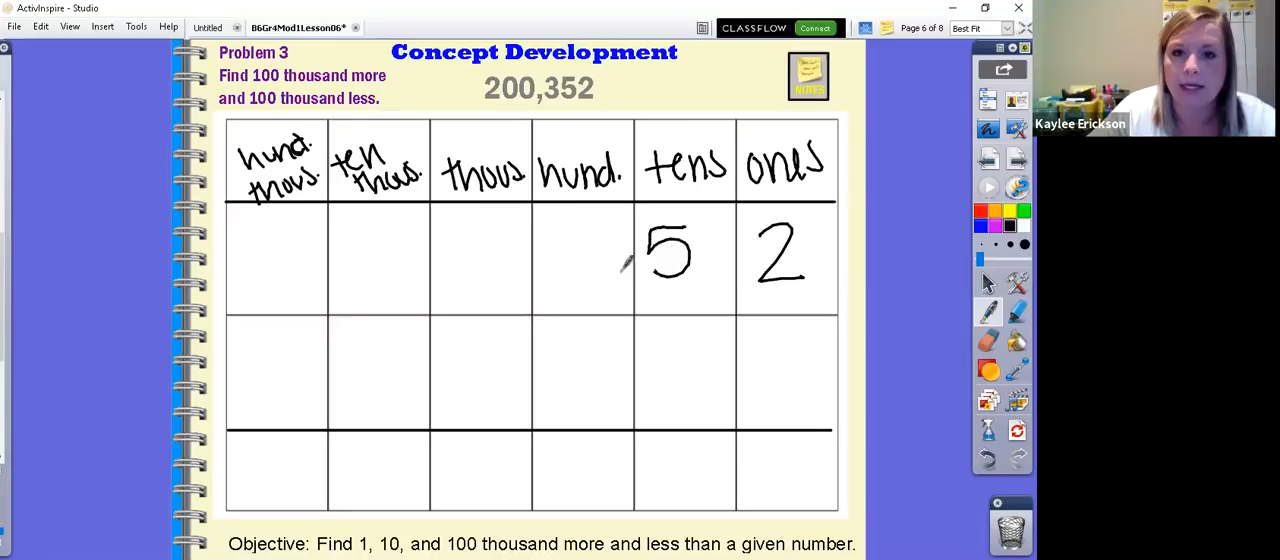 ActivInspire - Studio
File Edit View Insert Tools Help
Untitled
B6Gr4Mod1Lesson06*
CLASSFLOW Connect
Page 6 of 8
Best Fit
Kaylee Erickson
Problem 3
Find 100 thousand more
and 100 thousand less.
Concept Development
200,352
NOTES
hund. thous. ten thous. thous hund. tens ones
5 2
Objective: Find 1, 10, and 100 thousand more and less than a given number.